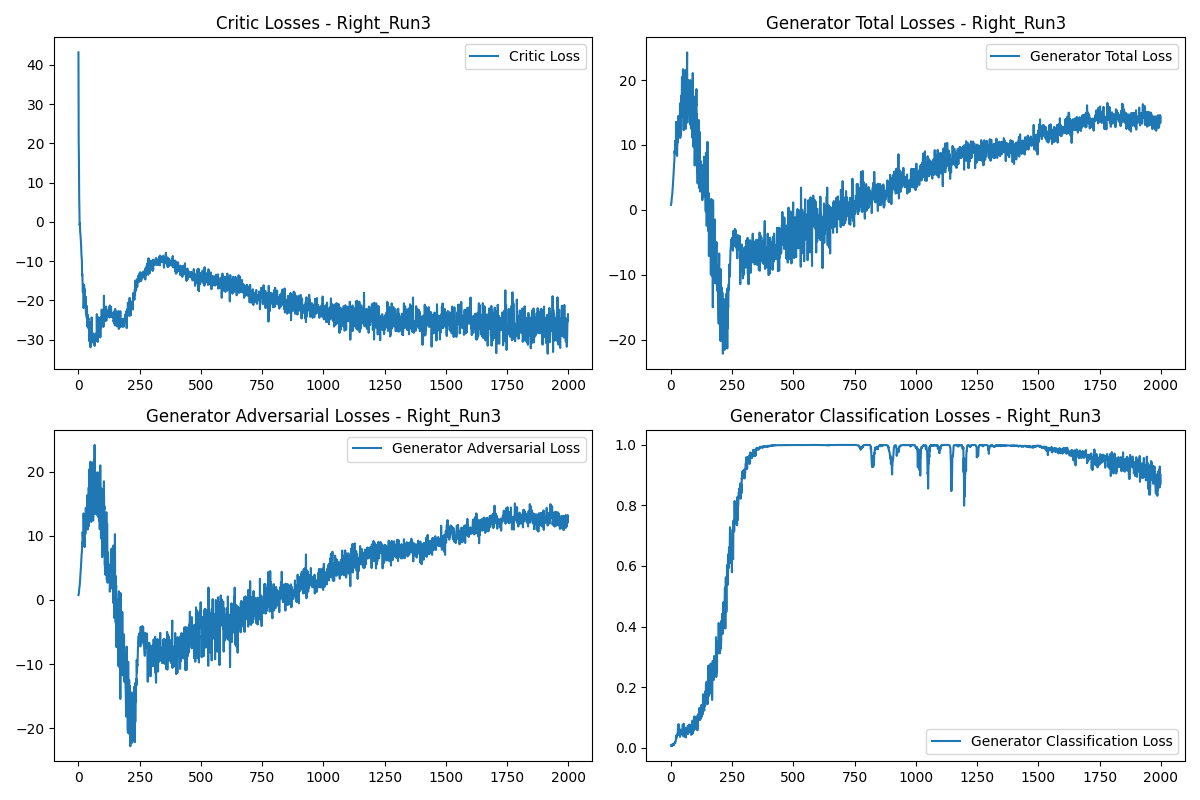 Critic Losses - Right_Run3
Critic Loss
40
30
20
10
0
−10
−20
−30
0 250 500 750 1000 1250 1500 1750 2000
Generator Total Losses - Right_Run3
Generator Total Loss
20
10
0
−10
−20
0 250 500 750 1000 1250 1500 1750 2000
Generator Adversarial Losses - Right_Run3
Generator Adversarial Loss
20
10
0
−10
−20
0 250 500 750 1000 1250 1500 1750 2000
Generator Classification Losses - Right_Run3
1.0
0.8
0.6
0.4
0.2
0.0
Generator Classification Loss
0 250 500 750 1000 1250 1500 1750 2000